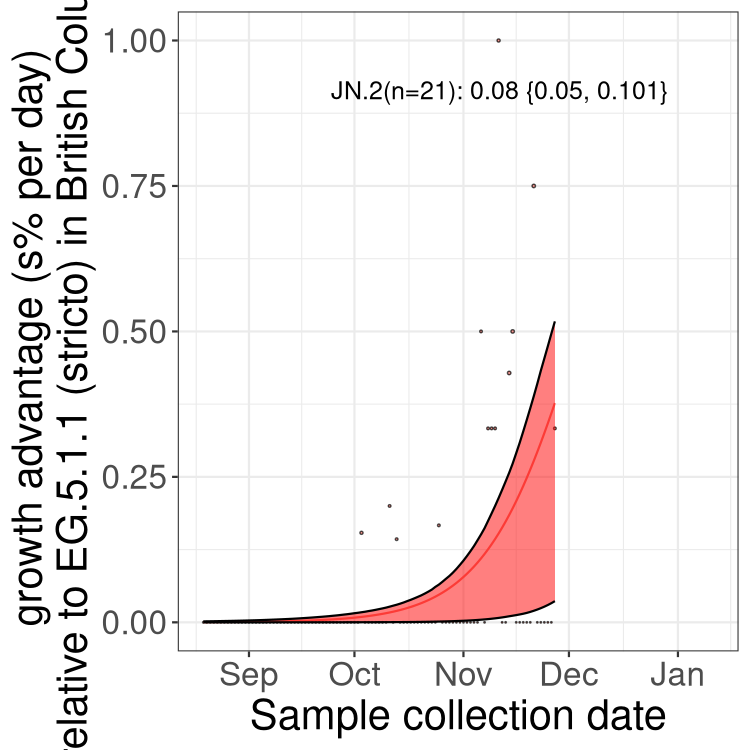 growth advantage (s% per day)
relative to EG.5.1.1 (stricto) in British Colu
1.00
0.75
0.50
0.25
0.00
JN.2(n=21): 0.08 {0.05, 0.101}
Sep Oct Nov Dec Jan
Sample collection date